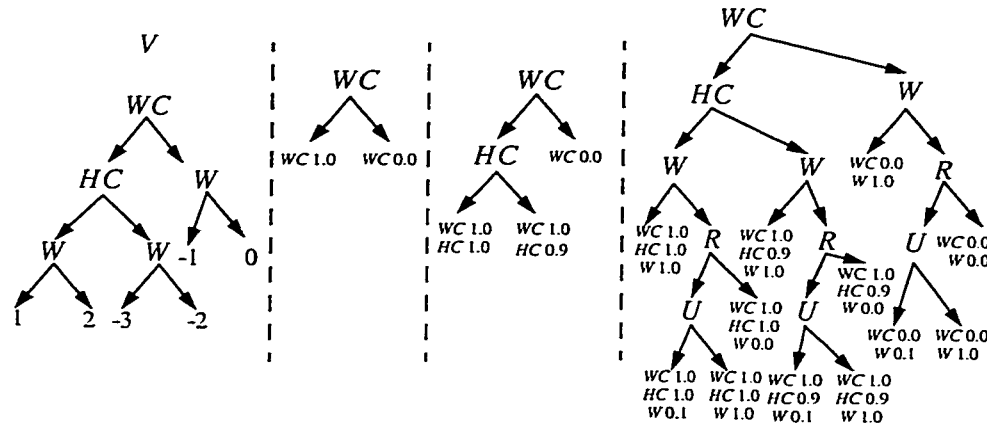 V
WC
HC W
W W -1 0
1 2 -3 -2
WC
WC 1.0 WC 0.0
WC
HC WC 0.0
WC 1.0 WC 1.0
HC 1.0 HC 0.9
WC
HC W
W W WC 0.0 R
W 1.0
WC 1.0 R WC 1.0 R U WC 0.0
HC 1.0 HC 0.9 W 0.0
W 1.0 W 1.0
U WC 1.0 U WC 1.0 WC 0.0 WC 0.0
HC 1.0 HC 0.9 W 0.1 W 1.0
W 0.0 W 0.0
WC 1.0 WC 1.0 WC 1.0 WC 1.0
HC 1.0 HC 1.0 HC 0.9 HC 0.9
W 0.1 W 1.0 W 0.1 W 1.0